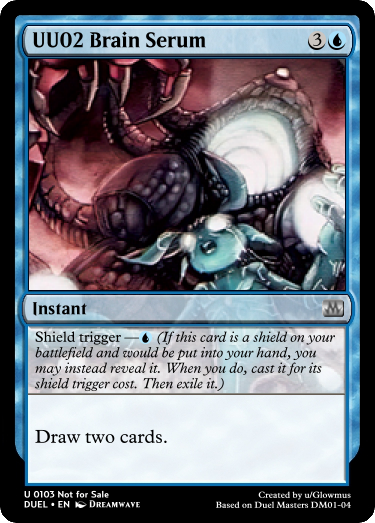 UU02 Brain Serum 3
Instant
Shield trigger — (If this card is a shield on your
battlefield and would be put into your hand, you
may instead reveal it. When you do, cast it for its
shield trigger cost. Then exile it.)
Draw two cards.
U 0103 Not for Sale
DUEL • EN DREAMWAVE
Created by u/Glowmus
Based on Duel Masters DM01-04